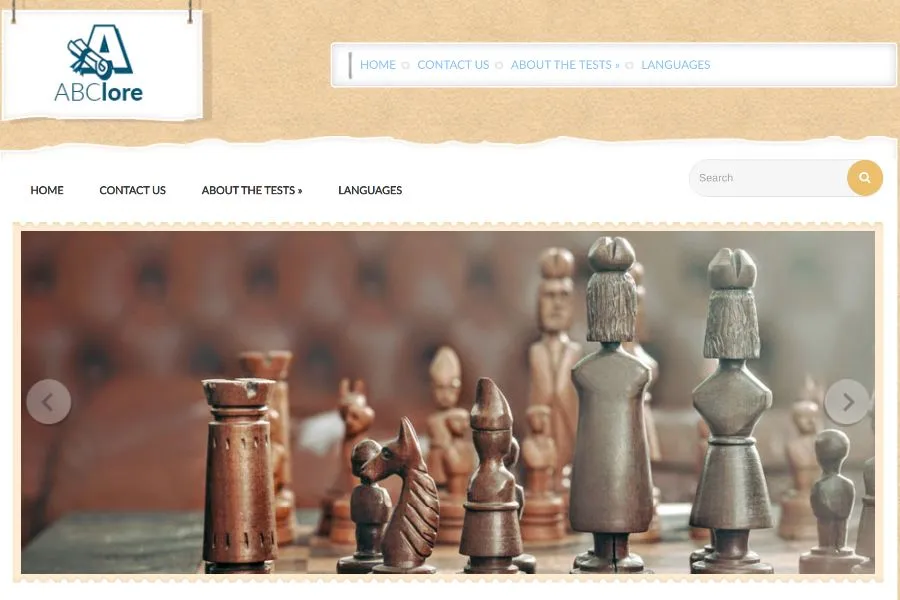 ABClore
HOME CONTACT US ABOUT THE TESTS » LANGUAGES
HOME CONTACT US ABOUT THE TESTS » LANGUAGES
Search